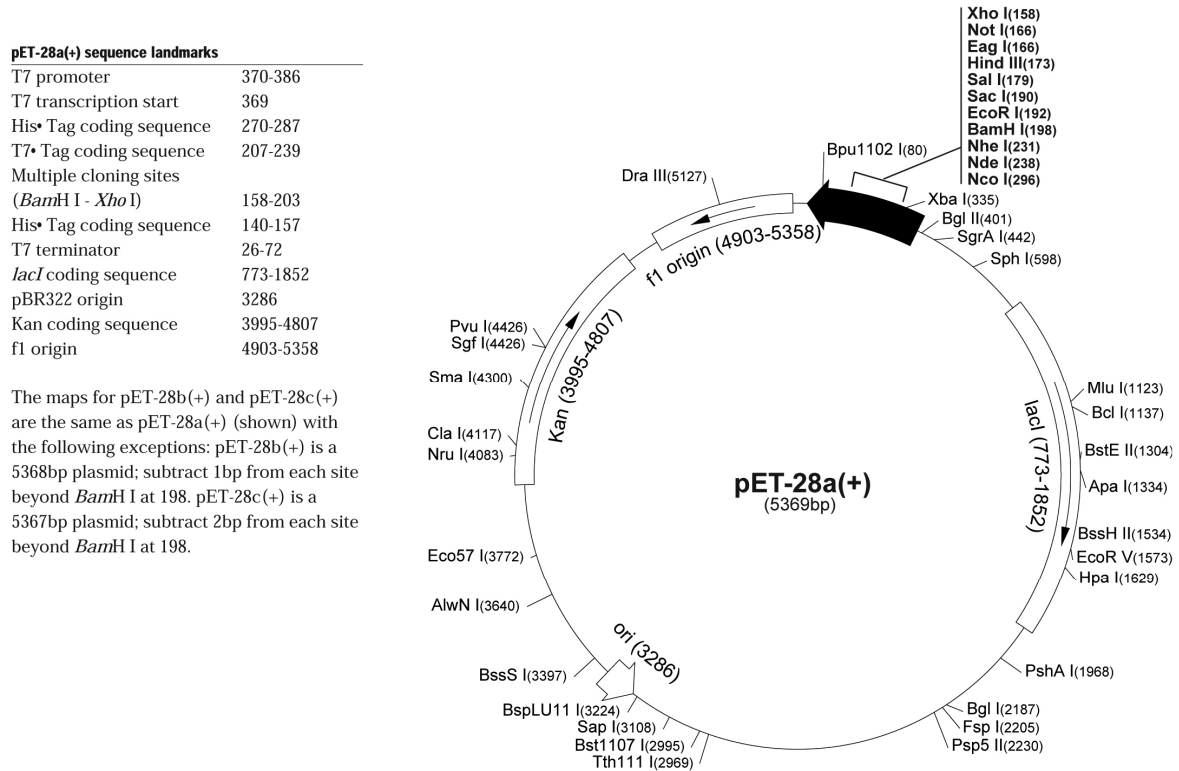 pET-28a(+) sequence landmarks
T7 promoter 370-386
T7 transcription start 369
His• Tag coding sequence 270-287
T7• Tag coding sequence 207-239
Multiple cloning sites
(BamH I - Xho I) 158-203
His• Tag coding sequence 140-157
T7 terminator 26-72
lacI coding sequence 773-1852
pBR322 origin 3286
Kan coding sequence 3995-4807
f1 origin 4903-5358
The maps for pET-28b(+) and pET-28c(+)
are the same as pET-28a(+) (shown) with
the following exceptions: pET-28b(+) is a
5368bp plasmid; subtract 1bp from each site
beyond BamH I at 198. pET-28c(+) is a
5367bp plasmid; subtract 2bp from each site
beyond BamH I at 198.
Xho I(158)
Not I(166)
Eag I(166)
Hind III(173)
Sal I(179)
Sac I(190)
EcoR I(192)
BamH I(198)
Nhe I(231)
Nde I(238)
Nco I(296)
Bpu1102 I(80)
Dra III(5127)
Xba I(335)
Bgl II(401)
SgrA I(442)
Sph I(598)
f1 origin (4903-5358)
Pvu I(4426)
Sgf I(4426)
Sma I(4300)
Kan (3995-4807)
Cla I(4117)
Nru I(4083)
Mlu I(1123)
Bcl I(1137)
BstE II(1304)
Apa I(1334)
lacI (773-1852)
BssH II(1534)
EcoR V(1573)
Hpa I(1629)
pET-28a(+)
(5369bp)
Eco57 I(3772)
AlwN I(3640)
ori (3286)
BssS I(3397)
PshA I(1968)
BspLU11 I(3224)
Sap I(3108)
Bst1107 I(2995)
Tth111 I(2969)
Bgl I(2187)
Fsp I(2205)
Psp5 II(2230)